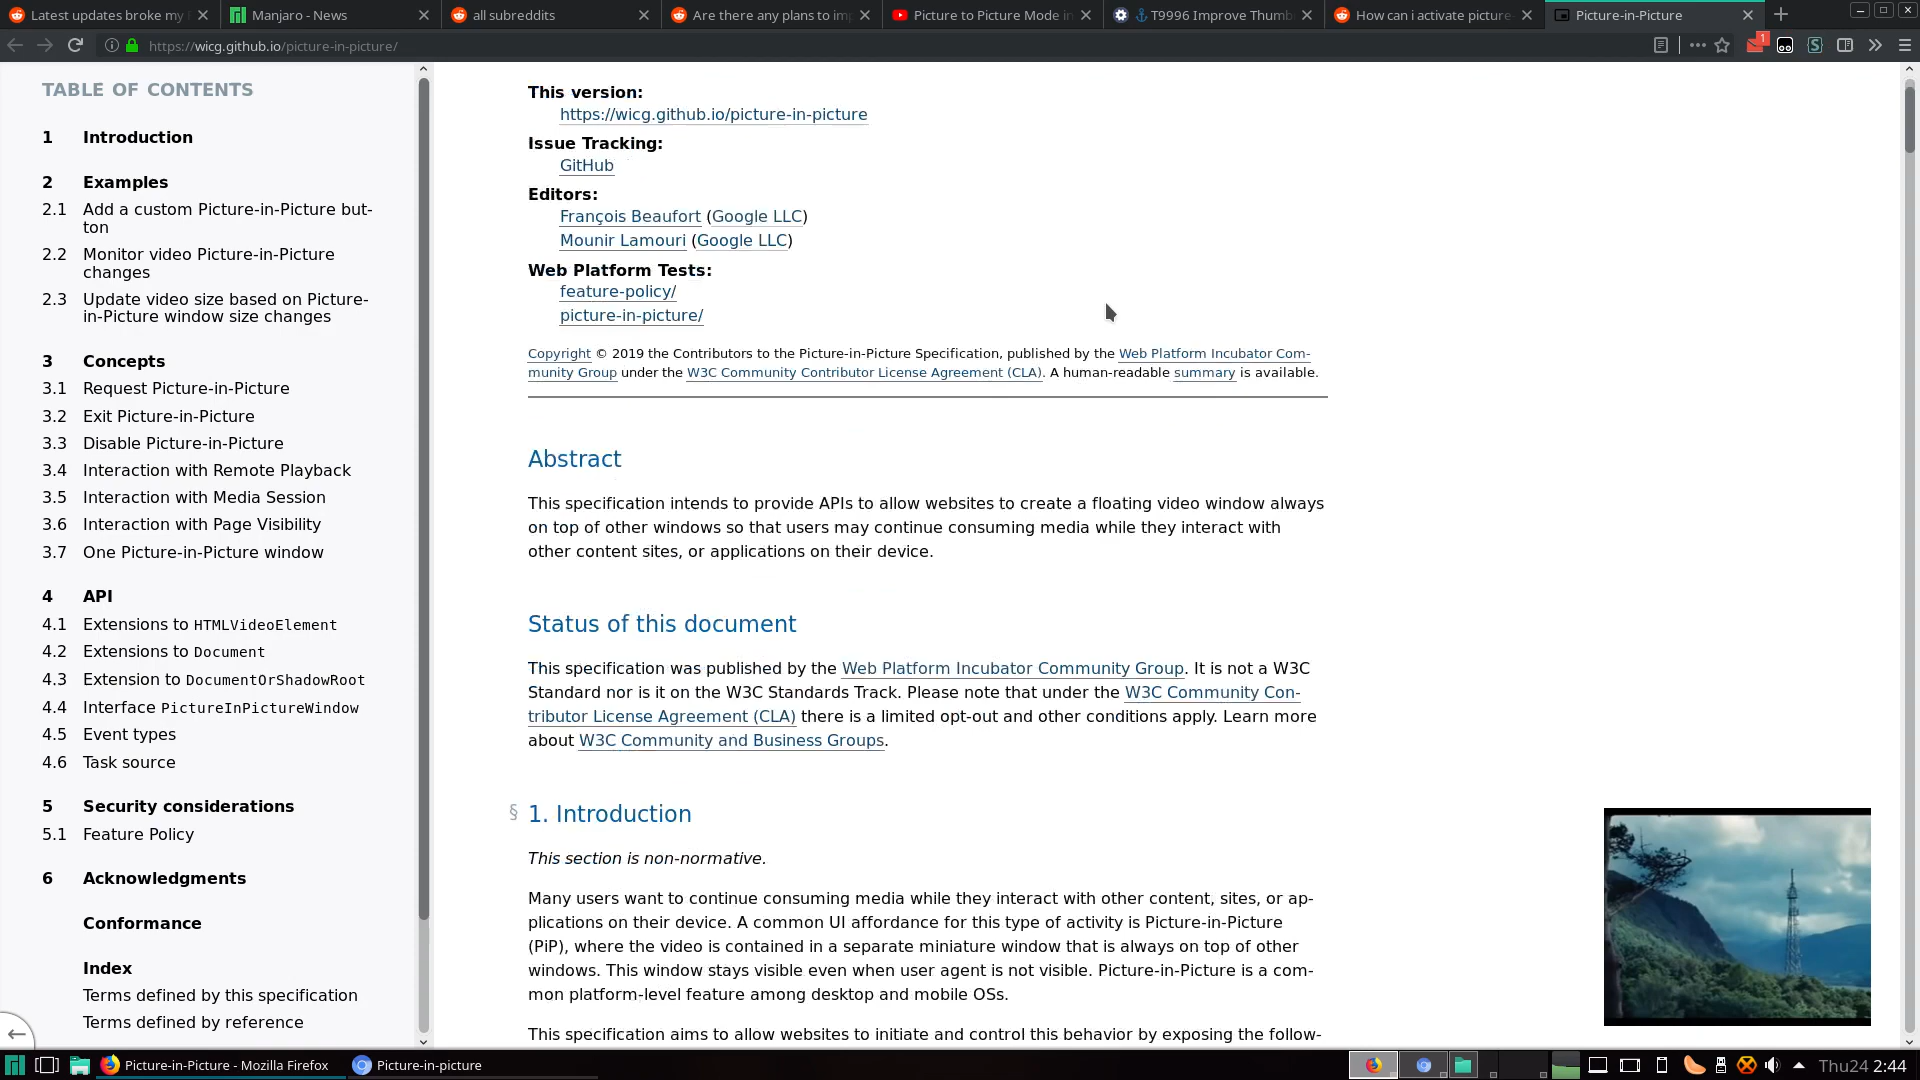 Latest updates broke my
Manjaro - News
all subreddits
Are there any plans to im
Picture to Picture Mode in
T9996 Improve Thumb
How can i activate picture
Picture-in-Picture
https://wicg.github.io/picture-in-picture/
1
TABLE OF CONTENTS
1 Introduction
2 Examples
2.1 Add a custom Picture-in-Picture but-
ton
2.2 Monitor video Picture-in-Picture
changes
2.3 Update video size based on Picture-
in-Picture window size changes
3 Concepts
3.1 Request Picture-in-Picture
3.2 Exit Picture-in-Picture
3.3 Disable Picture-in-Picture
3.4 Interaction with Remote Playback
3.5 Interaction with Media Session
3.6 Interaction with Page Visibility
3.7 One Picture-in-Picture window
4 API
4.1 Extensions to HTMLVideoElement
4.2 Extensions to Document
4.3 Extension to DocumentOrShadowRoot
4.4 Interface PictureInPictureWindow
4.5 Event types
4.6 Task source
5 Security considerations
5.1 Feature Policy
6 Acknowledgments
Conformance
Index
Terms defined by this specification
Terms defined by reference
This version:
https://wicg.github.io/picture-in-picture
Issue Tracking:
GitHub
Editors:
François Beaufort (Google LLC)
Mounir Lamouri (Google LLC)
Web Platform Tests:
feature-policy/
picture-in-picture/
Copyright © 2019 the Contributors to the Picture-in-Picture Specification, published by the Web Platform Incubator Com-
munity Group under the W3C Community Contributor License Agreement (CLA). A human-readable summary is available.
Abstract
This specification intends to provide APIs to allow websites to create a floating video window always
on top of other windows so that users may continue consuming media while they interact with
other content sites, or applications on their device.
Status of this document
This specification was published by the Web Platform Incubator Community Group. It is not a W3C
Standard nor is it on the W3C Standards Track. Please note that under the W3C Community Con-
tributor License Agreement (CLA) there is a limited opt-out and other conditions apply. Learn more
about W3C Community and Business Groups.
§ 1. Introduction
This section is non-normative.
Many users want to continue consuming media while they interact with other content, sites, or ap-
plications on their device. A common UI affordance for this type of activity is Picture-in-Picture
(PiP), where the video is contained in a separate miniature window that is always on top of other
windows. This window stays visible even when user agent is not visible. Picture-in-Picture is a com-
mon platform-level feature among desktop and mobile OSs.
This specification aims to allow websites to initiate and control this behavior by exposing the follow-
Picture-in-Picture - Mozilla Firefox
Picture-in-picture
Thu24 2:44